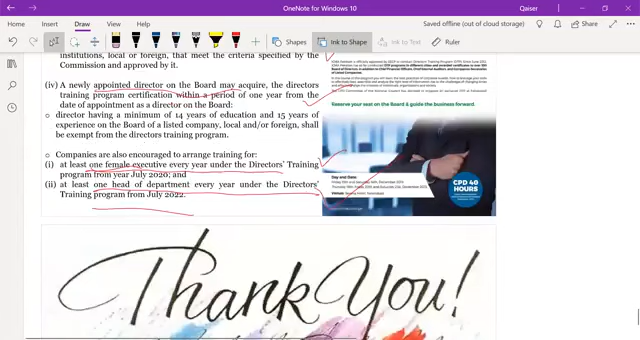 OneNote for Windows 10
Qaiser
Home
Insert
Draw
View
Help
Saved offline (out of cloud storage)
Share
Shapes
Ink to Shape
Ink to Text
Ruler
institutions, local or foreign, that meet the criteria specified by the
Commission and approved by it.
(iv) A newly appointed director on the Board may acquire, the directors
training program certification within a period of one year from the
date of appointment as a director on the Board:
o director having a minimum of 14 years of education and 15 years of
experience on the Board of a listed company, local and/or foreign, shall
be exempt from the directors training program.
o Companies are also encouraged to arrange training for:
(i) at least one female executive every year under the Directors' Training
program from year July 2020; and
(ii) at least one head of department every year under the Directors'
Training program from July 2022.
Reserve your seat on the Board & guide the business forward.
Day and Date:
CPD 40
HOURS
Thank You!